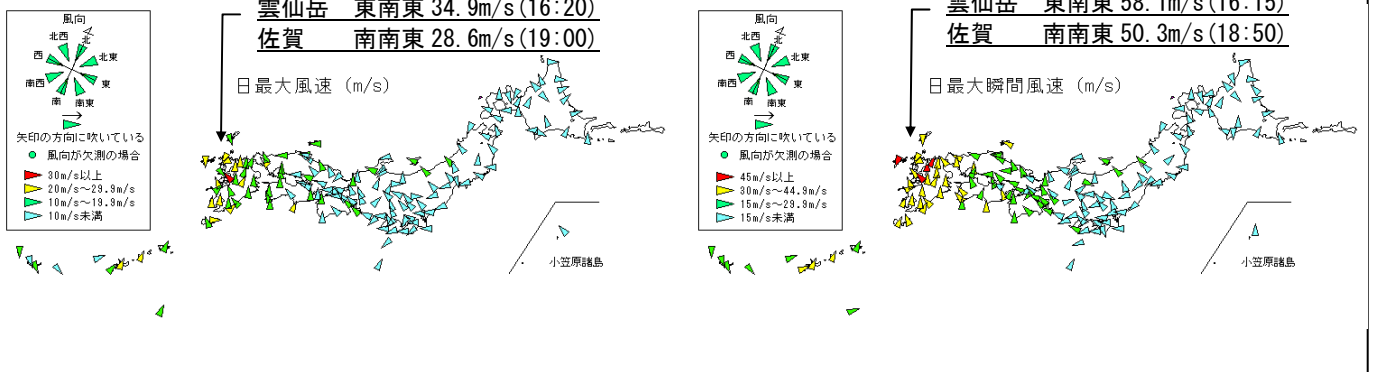 雲仙岳 東南東 34.9m/s(16:20)
佐賀 南南東 28.6m/s(19:00)
日最大風速 (m/s)
風向
北
北西
北東
西
東
南西
南東
南
矢印の方向に吹いている
風向が欠測の場合
30m/s以上
20m/s～29.9m/s
10m/s～19.9m/s
10m/s未満
小笠原諸島
雲仙岳 東南東 58.1m/s(16:15)
佐賀 南南東 50.3m/s(18:50)
日最大瞬間風速 (m/s)
風向
北
北西
北東
西
東
南西
南東
南
矢印の方向に吹いている
風向が欠測の場合
45m/s以上
30m/s～44.9m/s
15m/s～29.9m/s
15m/s未満
小笠原諸島